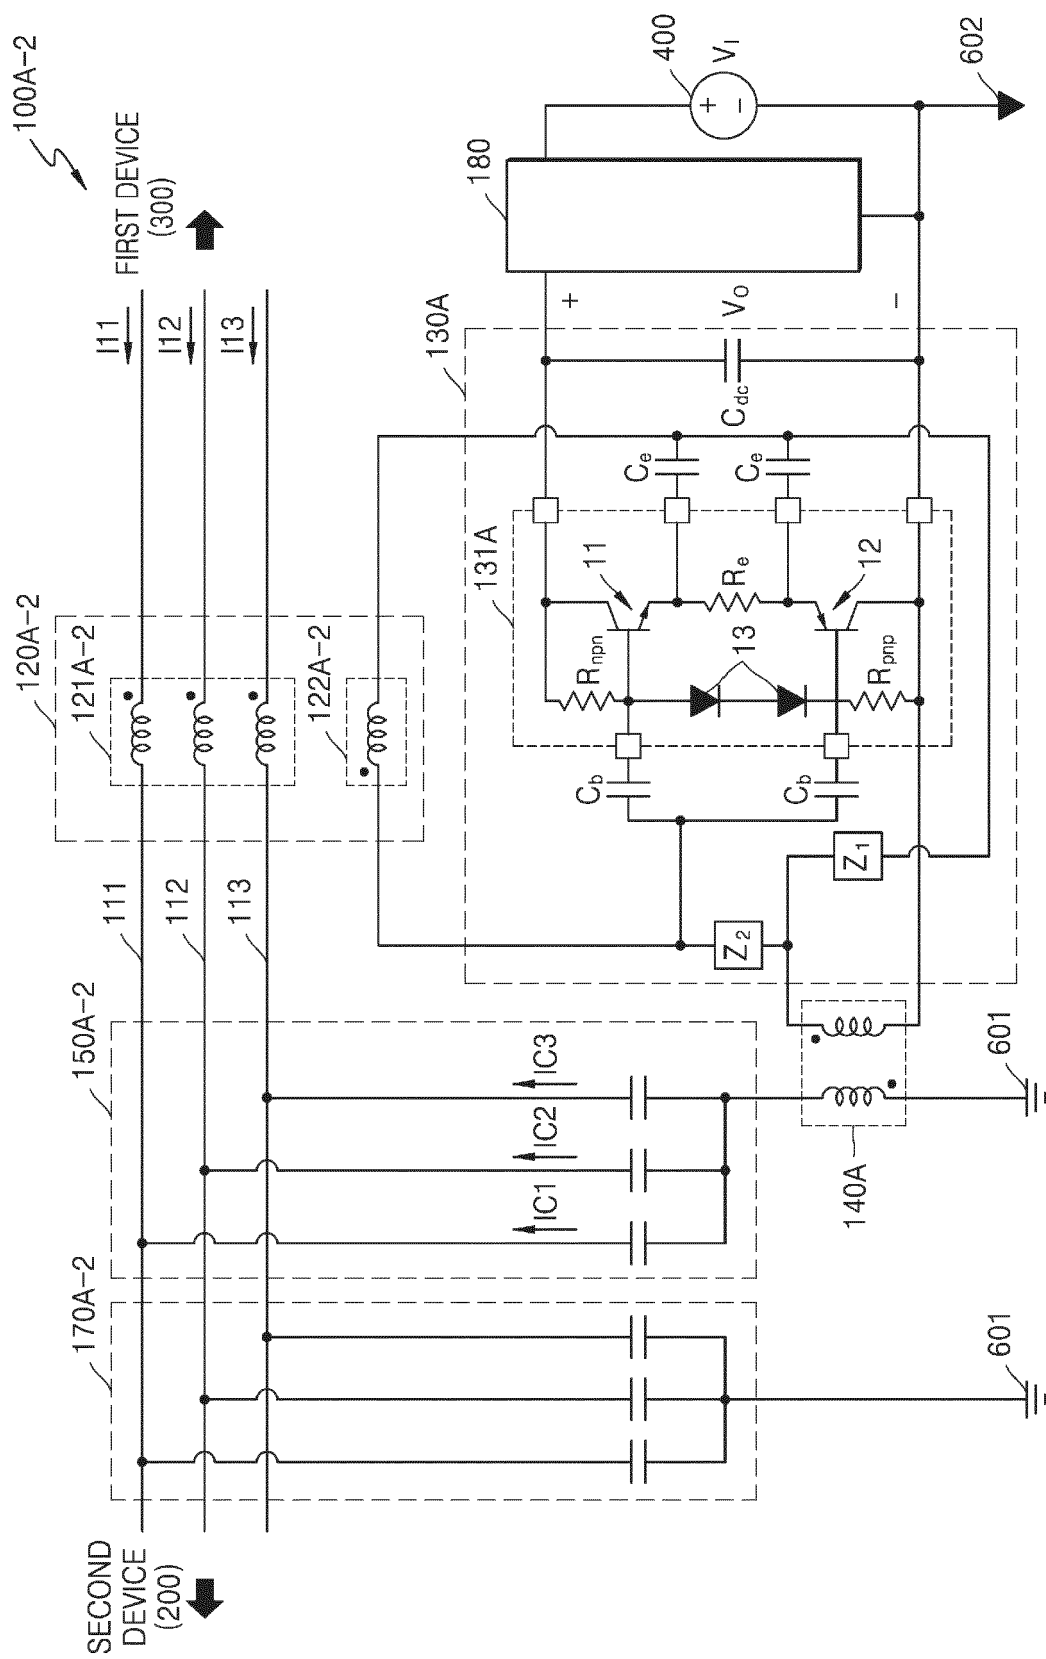 100A-2
FIRST DEVICE
(300)
I11
I12
I13
120A-2
121A-2
122A-2
111
112
113
150A-2
IC1
IC2
IC3
170A-2
SECOND
DEVICE
(200)
130A
131A
11
12
13
Rnpn
Rpnp
Re
Ce
Ce
Cb
Cb
Cdc
+
VO
−
180
400
+
−
VI
602
Z1
Z2
140A
601
601